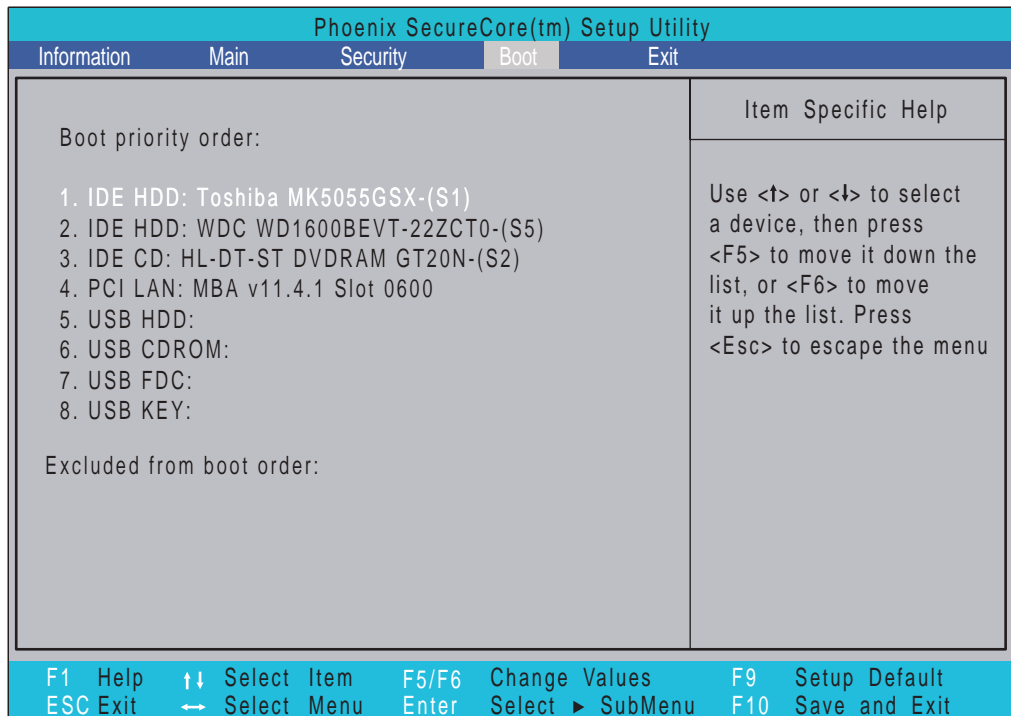 Phoenix SecureCore(tm) Setup Utility
Information Main Security Boot Exit
Boot priority order:
1. IDE HDD: Toshiba MK5055GSX-(S1)
2. IDE HDD: WDC WD1600BEVT-22ZCT0-(S5)
3. IDE CD: HL-DT-ST DVDRAM GT20N-(S2)
4. PCI LAN: MBA v11.4.1 Slot 0600
5. USB HDD:
6. USB CDROM:
7. USB FDC:
8. USB KEY:
Excluded from boot order:
Item Specific Help
Use <↑> or <↓> to select
a device, then press
<F5> to move it down the
list, or <F6> to move
it up the list. Press
<Esc> to escape the menu
F1 Help ↑↓ Select Item F5/F6 Change Values F9 Setup Default
ESC Exit ↔ Select Menu Enter Select ► SubMenu F10 Save and Exit